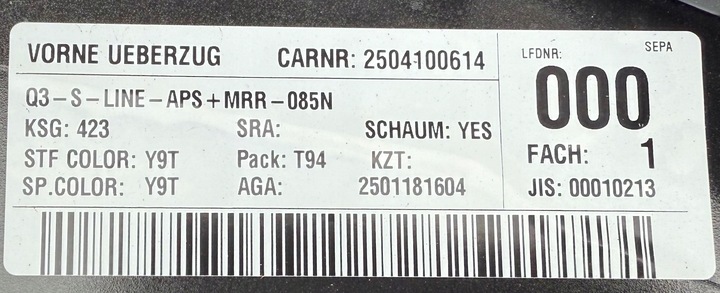 VORNE UEBERZUG CARNR: 2504100614
LFDNR: SEPA
000
Q3-S-LINE-APS+MRR-085N
KSG: 423 SRA: SCHAUM: YES
STF COLOR: Y9T Pack: T94 KZT:
FACH: 1
SP.COLOR: Y9T AGA: 2501181604
JIS: 00010213